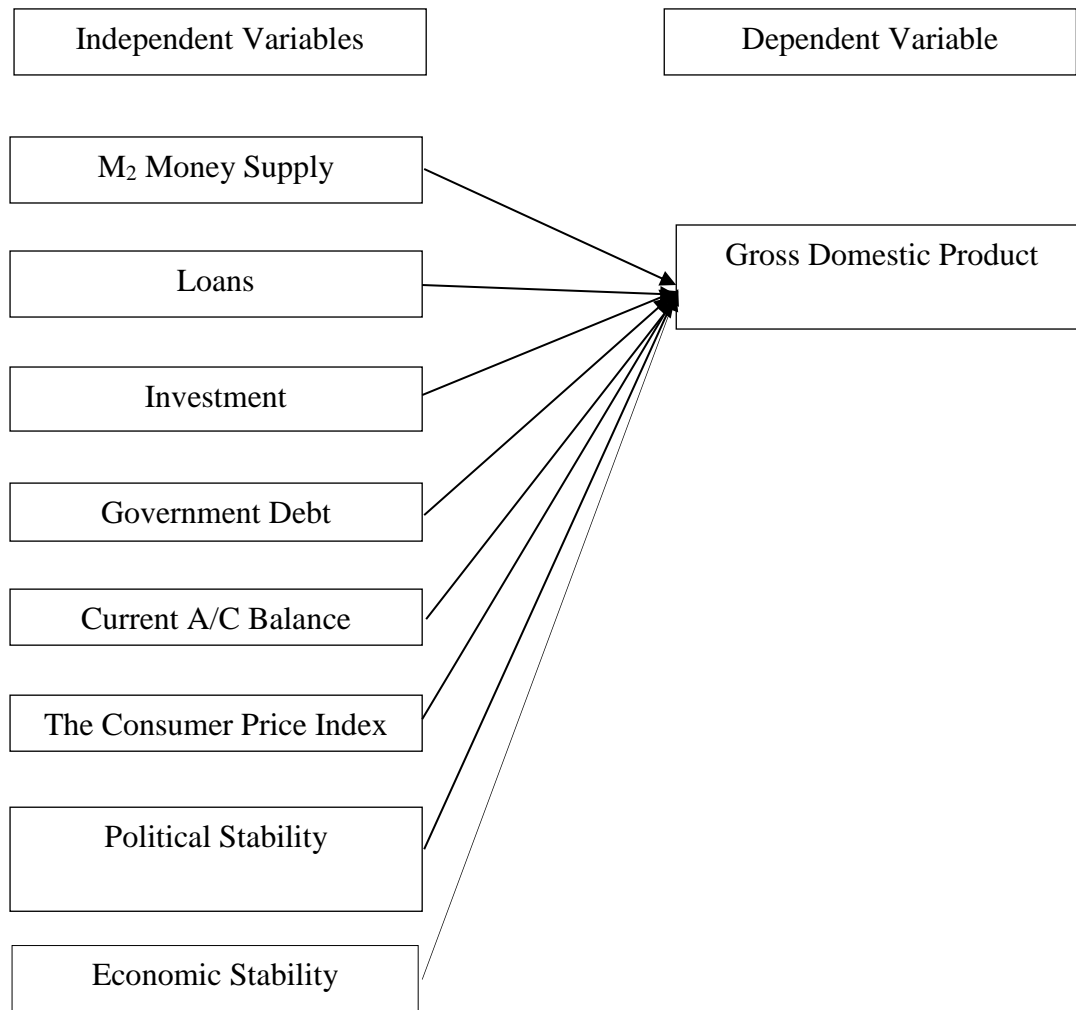 Independent Variables
Dependent Variable
M₂ Money Supply
Gross Domestic Product
Loans
Investment
Government Debt
Current A/C Balance
The Consumer Price Index
Political Stability
Economic Stability